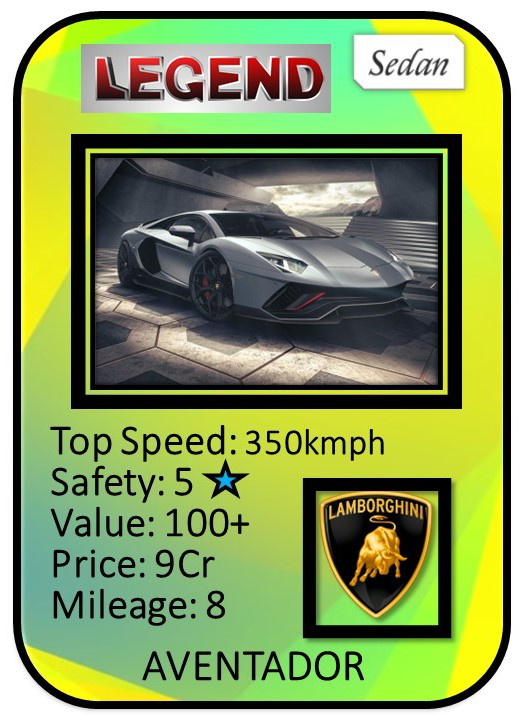 LEGEND
Sedan
Top Speed: 350kmph
Safety: 5
Value: 100+
Price: 9Cr
Mileage: 8
LAMBORGHINI
AVENTADOR